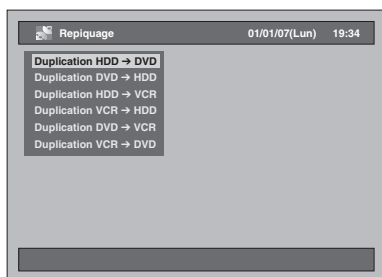 Repiquage 01/01/07(Lun) 19:34
Duplication HDD ➔ DVD
Duplication DVD ➔ HDD
Duplication HDD ➔ VCR
Duplication VCR ➔ HDD
Duplication DVD ➔ VCR
Duplication VCR ➔ DVD